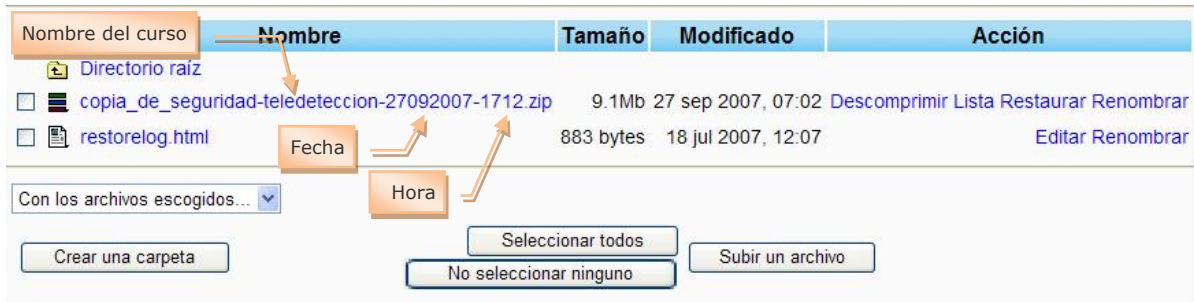 Nombre del curso
Nombre Tamaño Modificado Acción
Directorio raíz
copia_de_seguridad-teledeteccion-27092007-1712.zip 9.1Mb 27 sep 2007, 07:02 Descomprimir Lista Restaurar Renombrar
restorelog.html 883 bytes 18 jul 2007, 12:07 Editar Renombrar
Fecha
Hora
Con los archivos escogidos...
Seleccionar todos
Crear una carpeta
Subir un archivo
No seleccionar ninguno